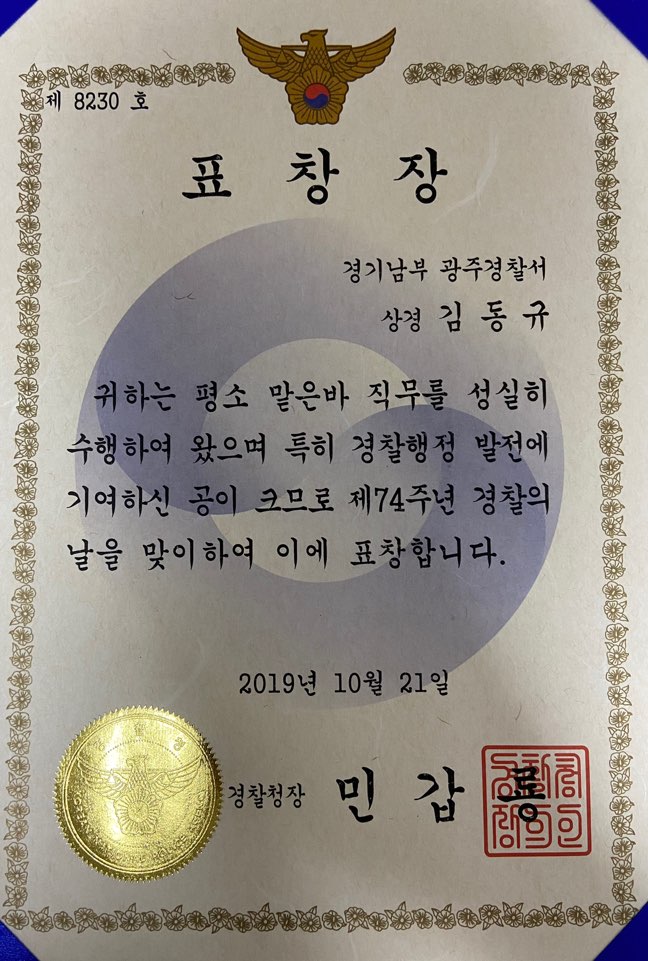 제 8230 호
표 창 장
경기남부 광주경찰서
상경 김 동 규
귀하는 평소 맡은바 직무를 성실히
수행하여 왔으며 특히 경찰행정 발전에
기여하신 공이 크므로 제74주년 경찰의
날을 맞이하여 이에 표창합니다.
2019년 10월 21일
경찰청장 민 갑 룡